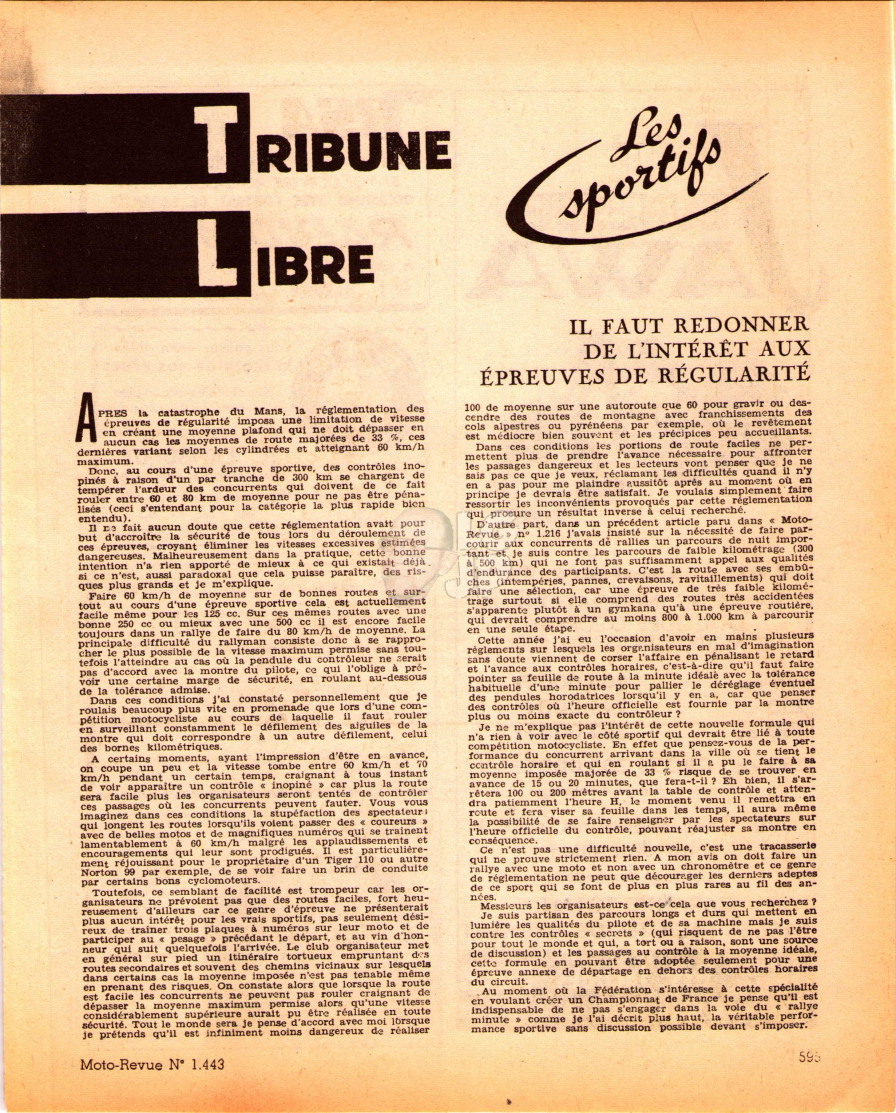 TRIBUNE
LIBRE
Les
sportifs
IL FAUT REDONNER
DE L'INTÉRÊT AUX
ÉPREUVES DE RÉGULARITÉ
APRES la catastrophe du Mans, la réglementation des
épreuves de régularité imposa une limitation de vitesse
en créant une moyenne plafond qui ne doit dépasser en
aucun cas les moyennes de route majorées de 33 %, ces
dernières variant selon les cylindrées et atteignant 60 km/h
maximum.
Donc, au cours d'une épreuve sportive, des contrôles ino-
pinés à raison d'un par tranche de 300 km se chargent de
tempérer l'ardeur des concurrents qui doivent de ce fait
rouler entre 60 et 80 km de moyenne pour ne pas être péna-
lisés (ceci s'entendant pour la catégorie la plus rapide bien
entendu).
Il ne fait aucun doute que cette réglementation avait pour
but d'accroître la sécurité de tous lors du déroulement de
ces épreuves, croyant éliminer les vitesses excessives estimées
dangereuses. Malheureusement dans la pratique, cette bonne
intention n'a rien apporté de mieux à ce qui existait déjà
si ce n'est, aussi paradoxal que cela puisse paraître, des ris-
ques plus grands et je m'explique.
Faire 60 km/h de moyenne sur de bonnes routes et sur-
tout au cours d'une épreuve sportive cela est actuellement
facile même pour les 125 cc. Sur ces mêmes routes avec une
bonne 250 cc ou mieux avec une 500 cc il est encore facile
toujours dans un rallye de faire du 80 km/h de moyenne. La
principale difficulté du rallyman consiste donc à se rappro-
cher le plus possible de la vitesse maximum permise sans tou-
tefois l'atteindre au cas où la pendule du contrôleur ne serait
pas d'accord avec la montre du pilote, ce qui l'oblige à pré-
voir une certaine marge de sécurité, en roulant au-dessous
de la tolérance admise.
Dans ces conditions j'ai constaté personnellement que je
roulais beaucoup plus vite en promenade que lors d'une com-
pétition motocycliste au cours de laquelle il faut rouler
en surveillant constamment le défilement des aiguilles de la
montre qui doit correspondre à un autre défilement, celui
des bornes kilométriques.
A certains moments, ayant l'impression d'être en avance,
on coupe un peu et la vitesse tombe entre 60 km/h et 70
km/h pendant un certain temps, craignant à tous instant
de voir apparaître un contrôle « inopiné » car plus la route
sera facile plus les organisateurs seront tentés de contrôler
ces passages où les concurrents peuvent fauter. Vous vous
imaginez dans ces conditions la stupéfaction des spectateurs
qui longent les routes lorsqu'ils voient passer des « coureurs »
avec de belles motos et de magnifiques numéros qui se traînent
lamentablement à 60 km/h malgré les applaudissements et
encouragements qui leur sont prodigués. Il est particulière-
ment réjouissant pour le propriétaire d'un Tiger 110 ou autre
Norton 99 par exemple, de se voir faire un brin de conduite
par certains bons cyclomoteurs.
Toutefois, ce semblant de facilité est trompeur car les or-
ganisateurs ne prévoient pas que des routes faciles, fort heu-
reusement d'ailleurs car ce genre d'épreuve ne présenterait
plus aucun intérêt pour les vrais sportifs, pas seulement dési-
reux de traîner trois plaques à numéros sur leur moto et de
participer au « pesage » précédant le départ, et au vin d'hon-
neur qui suit quelquefois l'arrivée. Le club organisateur met
en général sur pied un itinéraire tortueux empruntant des
routes secondaires et souvent des chemins vicinaux sur lesquels
dans certains cas la moyenne imposée n'est pas tenable même
en prenant des risques. On constate alors que lorsque la route
est facile les concurrents ne peuvent pas rouler craignant de
dépasser la moyenne maximum permise alors qu'une vitesse
considérablement supérieure aurait pu être réalisée en toute
sécurité. Tout le monde sera je pense d'accord avec moi lorsque
je prétends qu'il est infiniment moins dangereux de réaliser
100 de moyenne sur une autoroute que 60 pour gravir ou des-
cendre des routes de montagne avec franchissements des
cols alpestres ou pyrénéens par exemple, où le revêtement
est médiocre bien souvent et les précipices peu accueillants.
Dans ces conditions les portions de route faciles ne per-
mettent plus de prendre l'avance nécessaire pour affronter
les passages dangereux et les lecteurs vont penser que je ne
sais pas ce que je veux, réclamant les difficultés quand il n'y
en a pas pour me plaindre aussitôt après au moment où en
principe je devrais être satisfait. Je voulais simplement faire
ressortir les inconvénients provoqués par cette réglementation
qui procure un résultat inverse à celui recherché.
D'autre part, dans un précédent article paru dans « Moto-
Revue » n° 1.216 j'avais insisté sur la nécessité de faire par-
courir aux concurrents de rallies un parcours de nuit impor-
tant et je suis contre les parcours de faible kilométrage (300
à 500 km) qui ne font pas suffisamment appel aux qualités
d'endurance des participants. C'est la route avec ses embû-
ches (intempéries, pannes, crevaisons, ravitaillements) qui doit
faire une sélection, car une épreuve de très faible kilomé-
trage surtout si elle comprend des routes très accidentées
s'apparente plutôt à un gymkana qu'à une épreuve routière,
qui devrait comprendre au moins 800 à 1.000 km à parcourir
en une seule étape.
Cette année j'ai eu l'occasion d'avoir en mains plusieurs
règlements sur lesquels les organisateurs en mal d'imagination
sans doute viennent de corser l'affaire en pénalisant le retard
et l'avance aux contrôles horaires, c'est-à-dire qu'il faut faire
pointer sa feuille de route à la minute idéale avec la tolérance
habituelle d'une minute pour pallier le déréglage éventuel
des pendules horodatrices lorsqu'il y en a, car que penser
des contrôles où l'heure officielle est fournie par la montre
plus ou moins exacte du contrôleur ?
Je ne m'explique pas l'intérêt de cette nouvelle formule qui
n'a rien à voir avec le côté sportif qui devrait être lié à toute
compétition motocycliste. En effet que pensez-vous de la per-
formance du concurrent arrivant dans la ville où se tient le
contrôle horaire et qui en roulant si il a pu le faire à sa
moyenne imposée majorée de 33 % risque de se trouver en
avance de 15 ou 20 minutes, que fera-t-il ? Eh bien, il s'ar-
rêtera 100 ou 200 mètres avant la table de contrôle et atten-
dra patiemment l'heure H, le moment venu il remettra en
route et fera viser sa feuille dans les temps, il aura même
la possibilité de se faire renseigner par les spectateurs sur
l'heure officielle du contrôle, pouvant réajuster sa montre en
conséquence.
Ce n'est pas une difficulté nouvelle, c'est une tracasserie
qui ne prouve strictement rien. A mon avis on doit faire un
rallye avec une moto et non avec un chronomètre et ce genre
de réglementation ne peut que décourager les derniers adeptes
de ce sport qui se font de plus en plus rares au fil des an-
nées.
Messieurs les organisateurs est-ce cela que vous recherchez ?
Je suis partisan des parcours longs et durs qui mettent en
lumière les qualités du pilote et de sa machine mais je suis
contre les contrôles « secrets » (qui risquent de ne pas l'être
pour tout le monde et qui, a tort ou à raison, sont une source
de discussion) et les passages au contrôle à la moyenne idéale,
cette formule en pouvant être adoptée seulement pour une
épreuve annexe de départage en dehors des contrôles horaires
du circuit.
Au moment où la Fédération s'intéresse à cette spécialité
en voulant créer un Championnat de France je pense qu'il est
indispensable de ne pas s'engager dans la voie du « rallye
minute » comme je l'ai décrit plus haut, la véritable perfor-
mance sportive sans discussion possible devant s'imposer.
Moto-Revue N° 1.443
595